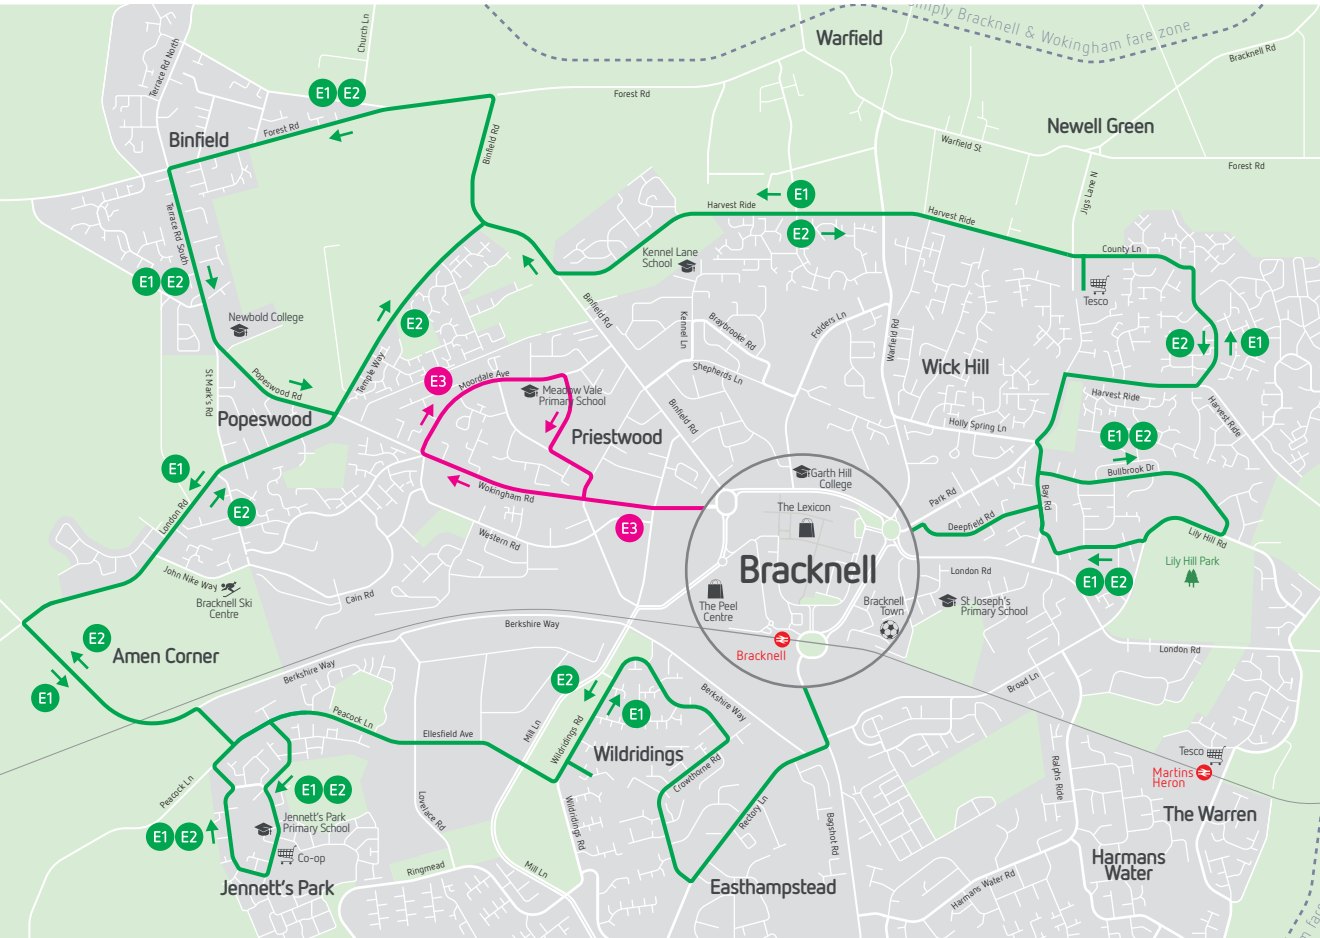 Simply Bracknell & Wokingham fare zone
Bracknell Rd
Church Ln
Warfield
Terrace Rd North
E1 E2
Forest Rd
Binfield
Forest Rd
Binfield Rd
Newell Green
Warfield St
Forest Rd
Jigs Lane N
E1
Harvest Ride
Harvest Ride
Terrace Rd South
E2
Kennel Lane
School
County Ln
E1 E2
Tesco
Newbold College
E2
Binfield Rd
Kennel Ln
Braybrooke Rd
Folders Ln
Warfield Rd
E2
E1
St Mark's Rd
Popeswood Rd
Temple Way
E3
Moordale Ave
Meadow Vale
Primary School
Shepherds Ln
Wick Hill
Harvest Ride
Harvest Ride
Popeswood
Binfield Rd
Priestwood
Holly Spring Ln
E1 E2
E1
Bullbrook Dr
Garth Hill
College
Wokingham Rd
Park Rd
Bay Rd
E2
London Rd
E3
The Lexicon
Deepfield Rd
Lily Hill Rd
Western Rd
Lily Hill Park
John Nike Way
Bracknell
London Rd
E1 E2
Bracknell Ski
Centre
Cain Rd
The Peel
Centre
Bracknell
Town
St Joseph's
Primary School
E2
Berkshire Way
Amen Corner
Bracknell
London Rd
E1
Berkshire Way
E2
Berkshire Way
Broad Ln
Peacock Ln
E1
Ellesfield Ave
Mill Ln
Wildridings Rd
Wildridings
Tesco
Crowthorne Rd
Martins
Heron
Peacock Ln
E1 E2
Lovelace Rd
Wildridings Rd
Rectory Ln
Bagshot Rd
Ralphs Ride
The Warren
E1 E2
Jennett's Park
Primary School
Co-op
Ringmead
Mill Ln
Harmans
Water
Jennett's Park
Easthampstead
Harmans Water Rd